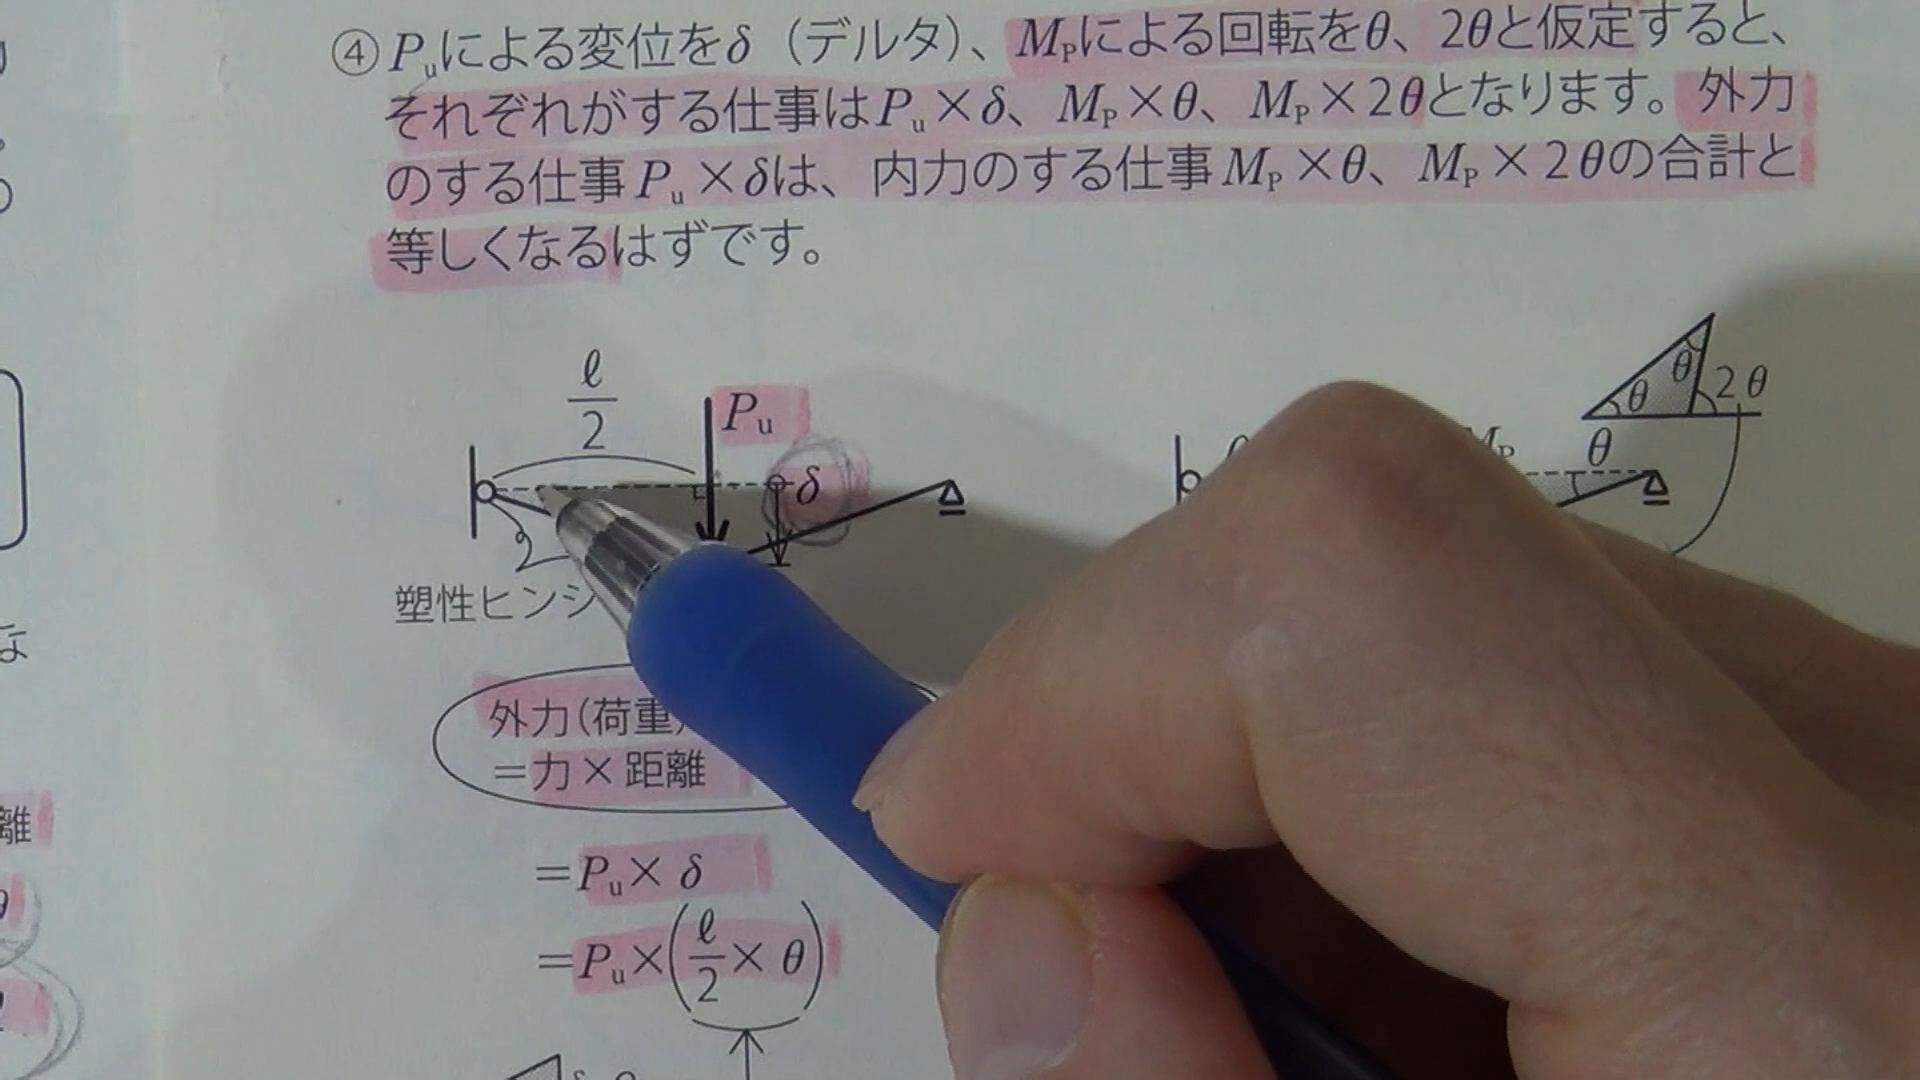 ④Puによる変位をδ（デルタ）、MPによる回転をθ、2θと仮定すると、
それぞれがする仕事はPu×δ、MP×θ、MP×2θとなります。外力
のする仕事Pu×δは、内力のする仕事MP×θ、MP×2θの合計と
等しくなるはずです。
ℓ/2
Pu
δ
塑性ヒンジ
MP
θ
θ
θ
2θ
外力(荷重)
=力×距離
=Pu×δ
=Pu×(ℓ/2×θ)
離
な